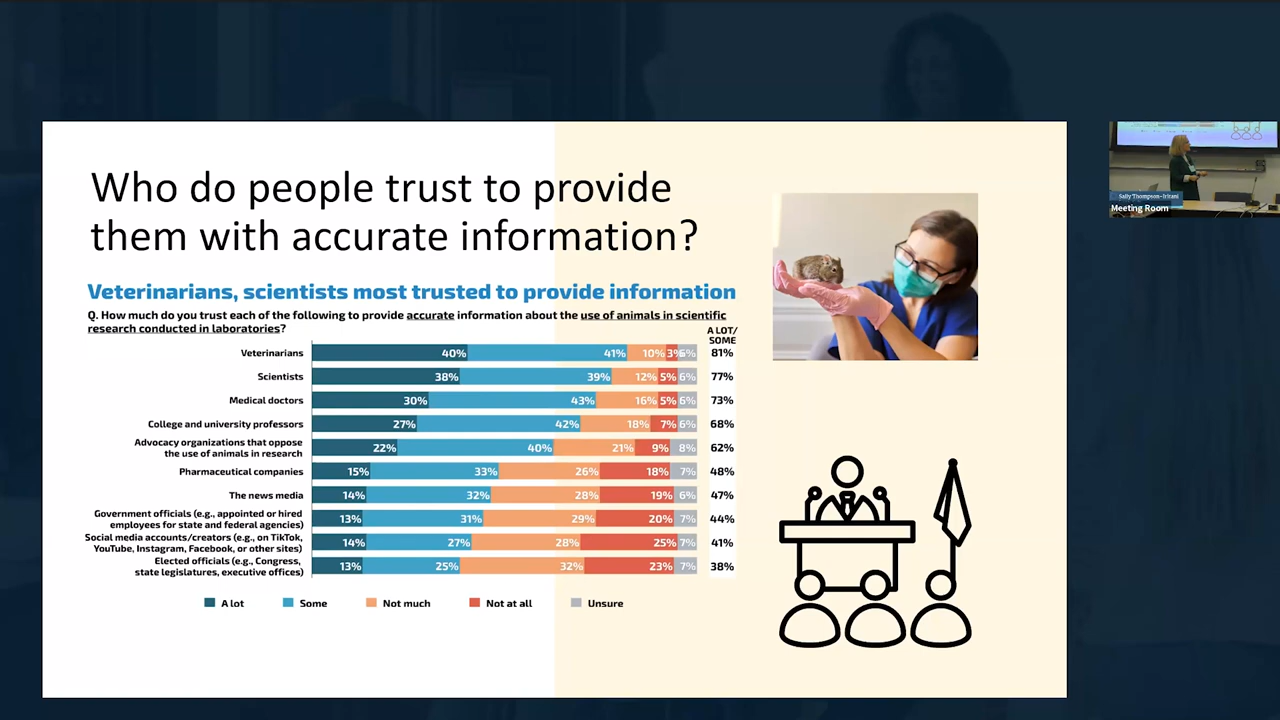 Who do people trust to provide
them with accurate information?
Veterinarians, scientists most trusted to provide information
Q. How much do you trust each of the following to provide accurate information about the use of animals in scientific
research conducted in laboratories?
A LOT/
SOME
Veterinarians 40% 41% 10% 3% 6% 81%
Scientists 38% 39% 12% 5% 6% 77%
Medical doctors 30% 43% 16% 5% 6% 73%
College and university professors 27% 42% 18% 7% 6% 68%
Advocacy organizations that oppose
the use of animals in research 22% 40% 21% 9% 8% 62%
Pharmaceutical companies 15% 33% 26% 18% 7% 48%
The news media 14% 32% 28% 19% 6% 47%
Government officials (e.g., appointed or hired
employees for state and federal agencies) 13% 31% 29% 20% 7% 44%
Social media accounts/creators (e.g., on TikTok,
YouTube, Instagram, Facebook, or other sites) 14% 27% 28% 25% 7% 41%
Elected officials (e.g., Congress,
state legislatures, executive offices) 13% 25% 32% 23% 7% 38%
A lot Some Not much Not at all Unsure
Sally Thompson-Iritani
Meeting Room